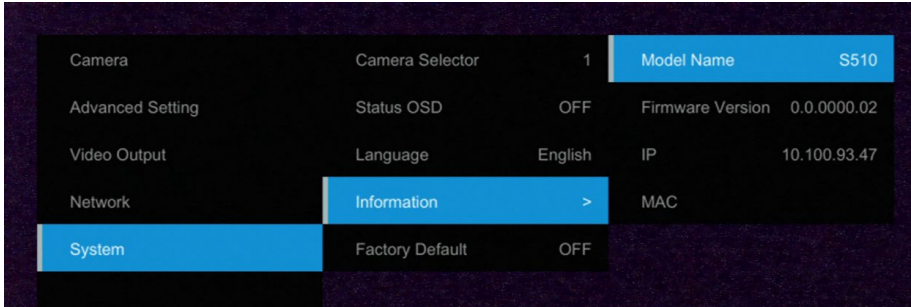 Camera
Advanced Setting
Video Output
Network
System
Camera Selector 1
Status OSD OFF
Language English
Information >
Factory Default OFF
Model Name S510
Firmware Version 0.0.0000.02
IP 10.100.93.47
MAC